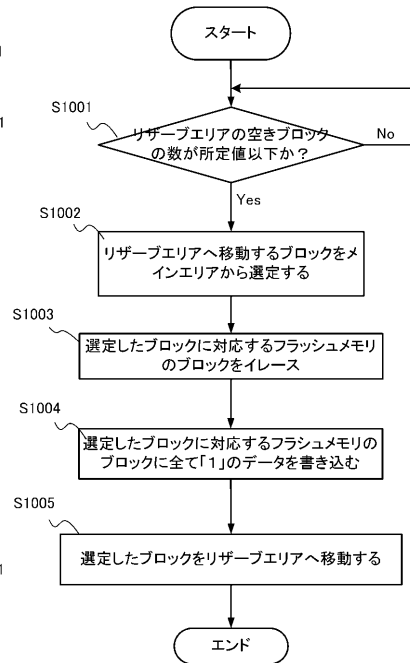 スタート
S1001
リザーブエリアの空きブロック
の数が所定値以下か？
No
Yes
S1002
リザーブエリアへ移動するブロックをメ
インエリアから選定する
S1003
選定したブロックに対応するフラッシュメモリ
のブロックをイレース
S1004
選定したブロックに対応するフラシュメモリの
ブロックに全て「1」のデータを書き込む
S1005
選定したブロックをリザーブエリアへ移動する
エンド